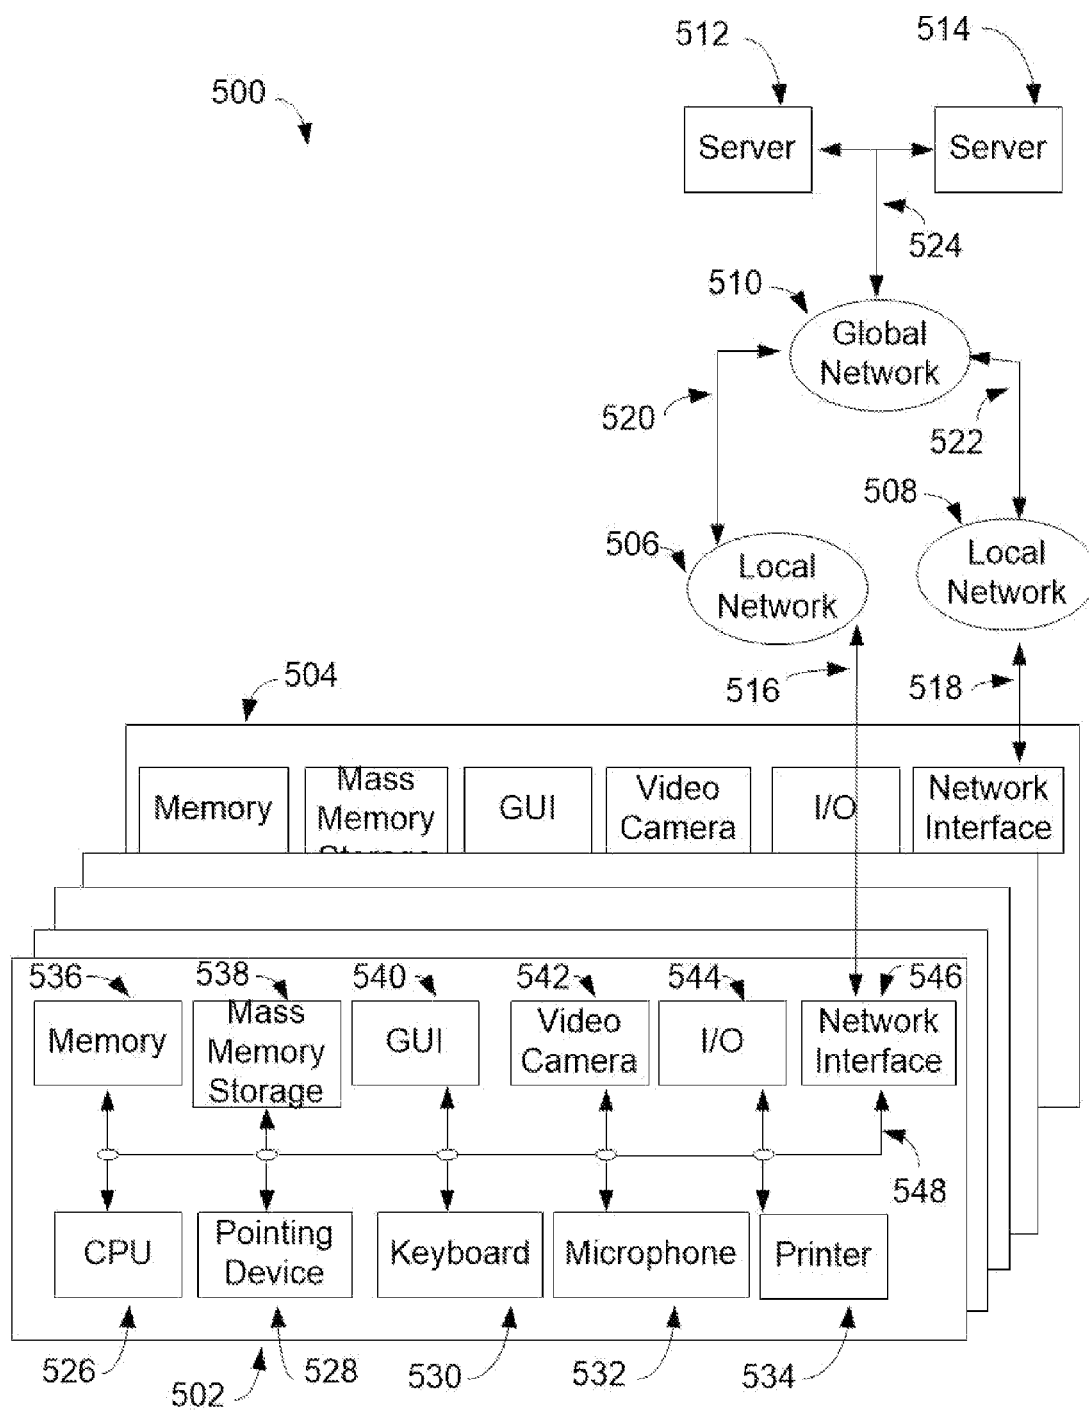 512
514
500
Server
Server
524
510
Global
Network
520
522
508
506
Local
Network
Local
Network
504
516
518
Memory
Mass
Memory
Storage
GUI
Video
Camera
I/O
Network
Interface
536
538
540
542
544
546
Memory
Mass
Memory
Storage
GUI
Video
Camera
I/O
Network
Interface
548
CPU
Pointing
Device
Keyboard
Microphone
Printer
526
502
528
530
532
534